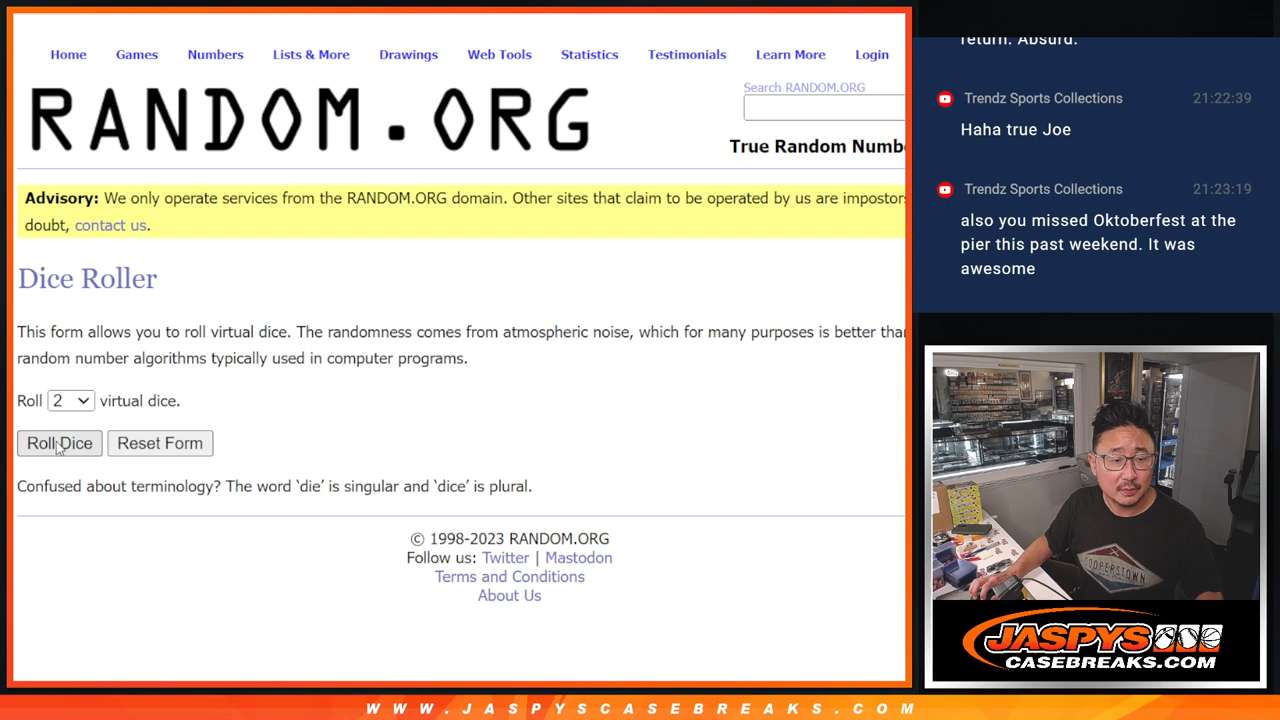 Home Games Numbers Lists & More Drawings Web Tools Statistics Testimonials Learn More Login
RANDOM.ORG
Search RANDOM.ORG
True Random Numbe
Advisory: We only operate services from the RANDOM.ORG domain. Other sites that claim to be operated by us are impostors
doubt, contact us.
Dice Roller
This form allows you to roll virtual dice. The randomness comes from atmospheric noise, which for many purposes is better than
random number algorithms typically used in computer programs.
Roll 2 virtual dice.
Roll Dice Reset Form
Confused about terminology? The word ‘die’ is singular and ‘dice’ is plural.
© 1998-2023 RANDOM.ORG
Follow us: Twitter | Mastodon
Terms and Conditions
About Us
return. Absurd.
Trendz Sports Collections 21:22:39
Haha true Joe
Trendz Sports Collections 21:23:19
also you missed Oktoberfest at the
pier this past weekend. It was
awesome
COOPERSTOWN
JASPYS
CASEBREAKS.COM
WWW.JASPYSCASEBREAKS.COM